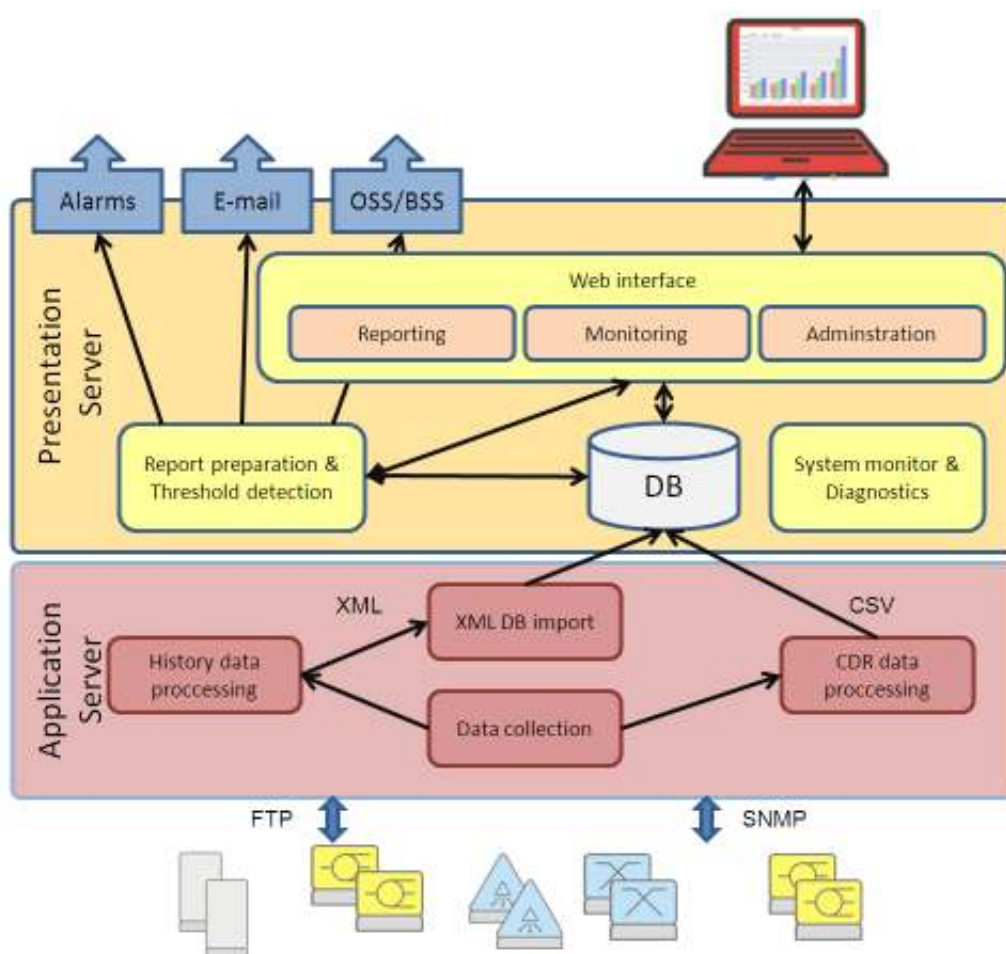 Alarms
E-mail
OSS/BSS
Presentation
Server
Web interface
Reporting
Monitoring
Adminstration
Report preparation &
Threshold detection
DB
System monitor &
Diagnostics
Application
Server
XML
XML DB import
CSV
History data
proccessing
CDR data
proccessing
Data collection
FTP
SNMP